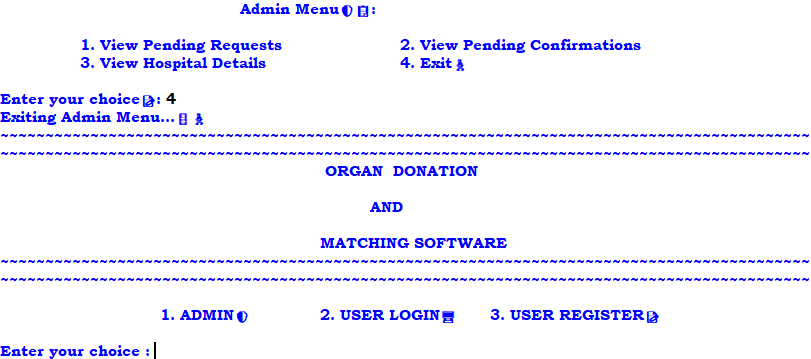 Admin Menu🌓📋:
1. View Pending Requests 2. View Pending Confirmations
3. View Hospital Details 4. Exit🚶
Enter your choice📝: 4
Exiting Admin Menu...🚪 🚶
~~~~~~~~~~~~~~~~~~~~~~~~~~~~~~~~~~~~~~~~~~~~~~~~~~~~~~~~~~~~~~~~~~~~~~~~~~~~~~~~~
~~~~~~~~~~~~~~~~~~~~~~~~~~~~~~~~~~~~~~~~~~~~~~~~~~~~~~~~~~~~~~~~~~~~~~~~~~~~~~~~~
ORGAN DONATION
AND
MATCHING SOFTWARE
~~~~~~~~~~~~~~~~~~~~~~~~~~~~~~~~~~~~~~~~~~~~~~~~~~~~~~~~~~~~~~~~~~~~~~~~~~~~~~~~~
~~~~~~~~~~~~~~~~~~~~~~~~~~~~~~~~~~~~~~~~~~~~~~~~~~~~~~~~~~~~~~~~~~~~~~~~~~~~~~~~~
1. ADMIN🌓 2. USER LOGIN💻 3. USER REGISTER📝
Enter your choice :